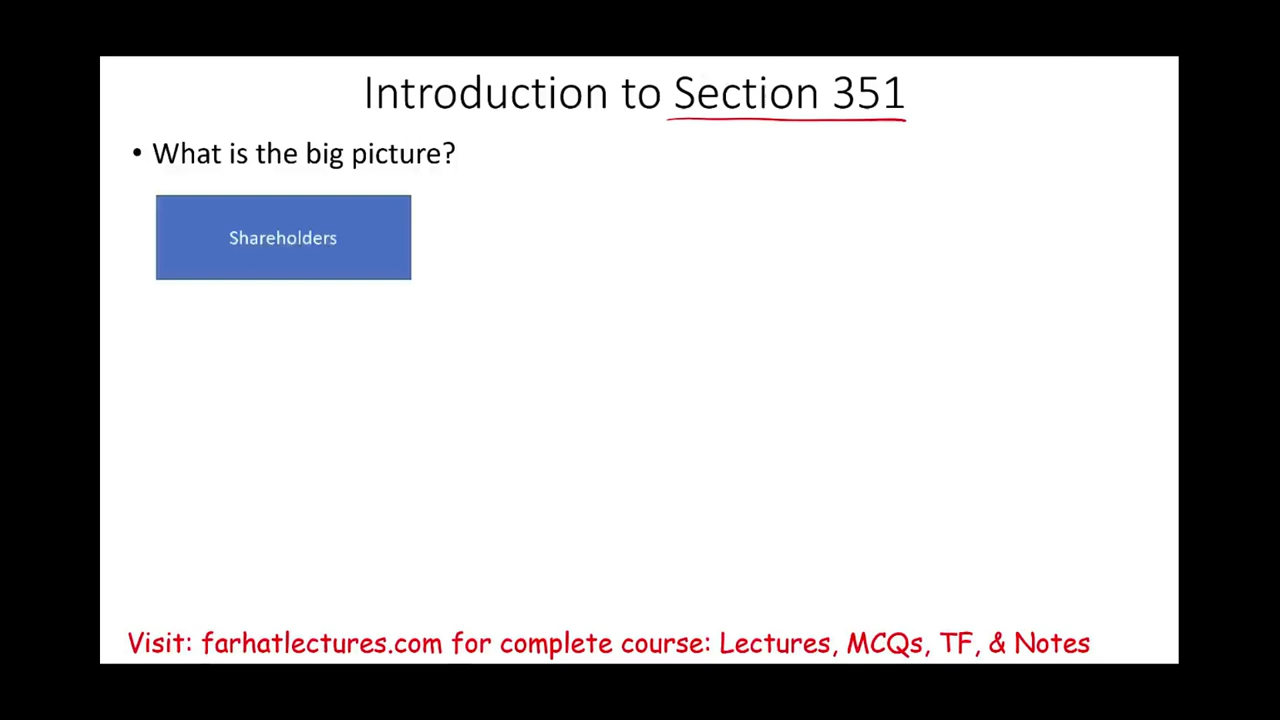 Introduction to Section 351
• What is the big picture?
Shareholders
Visit: farhatlectures.com for complete course: Lectures, MCQs, TF, & Notes